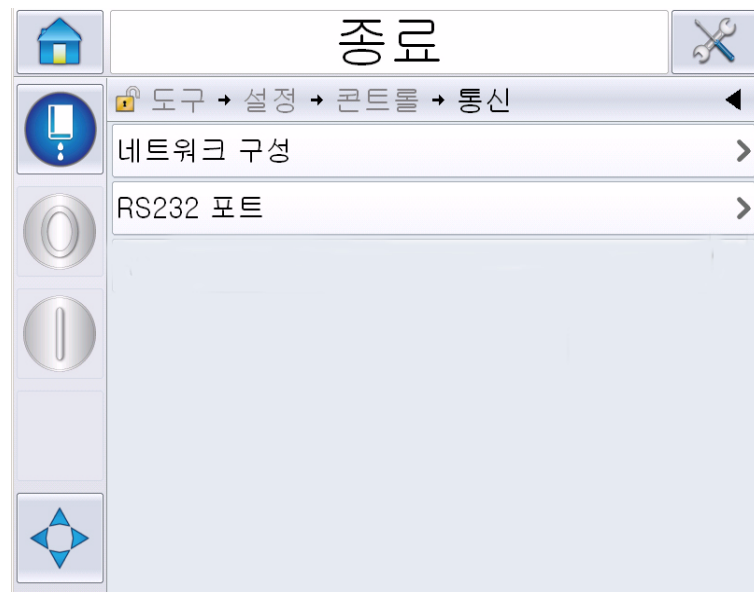 종료
도구 → 설정 → 콘트롤 → 통신
네트워크 구성
RS232 포트